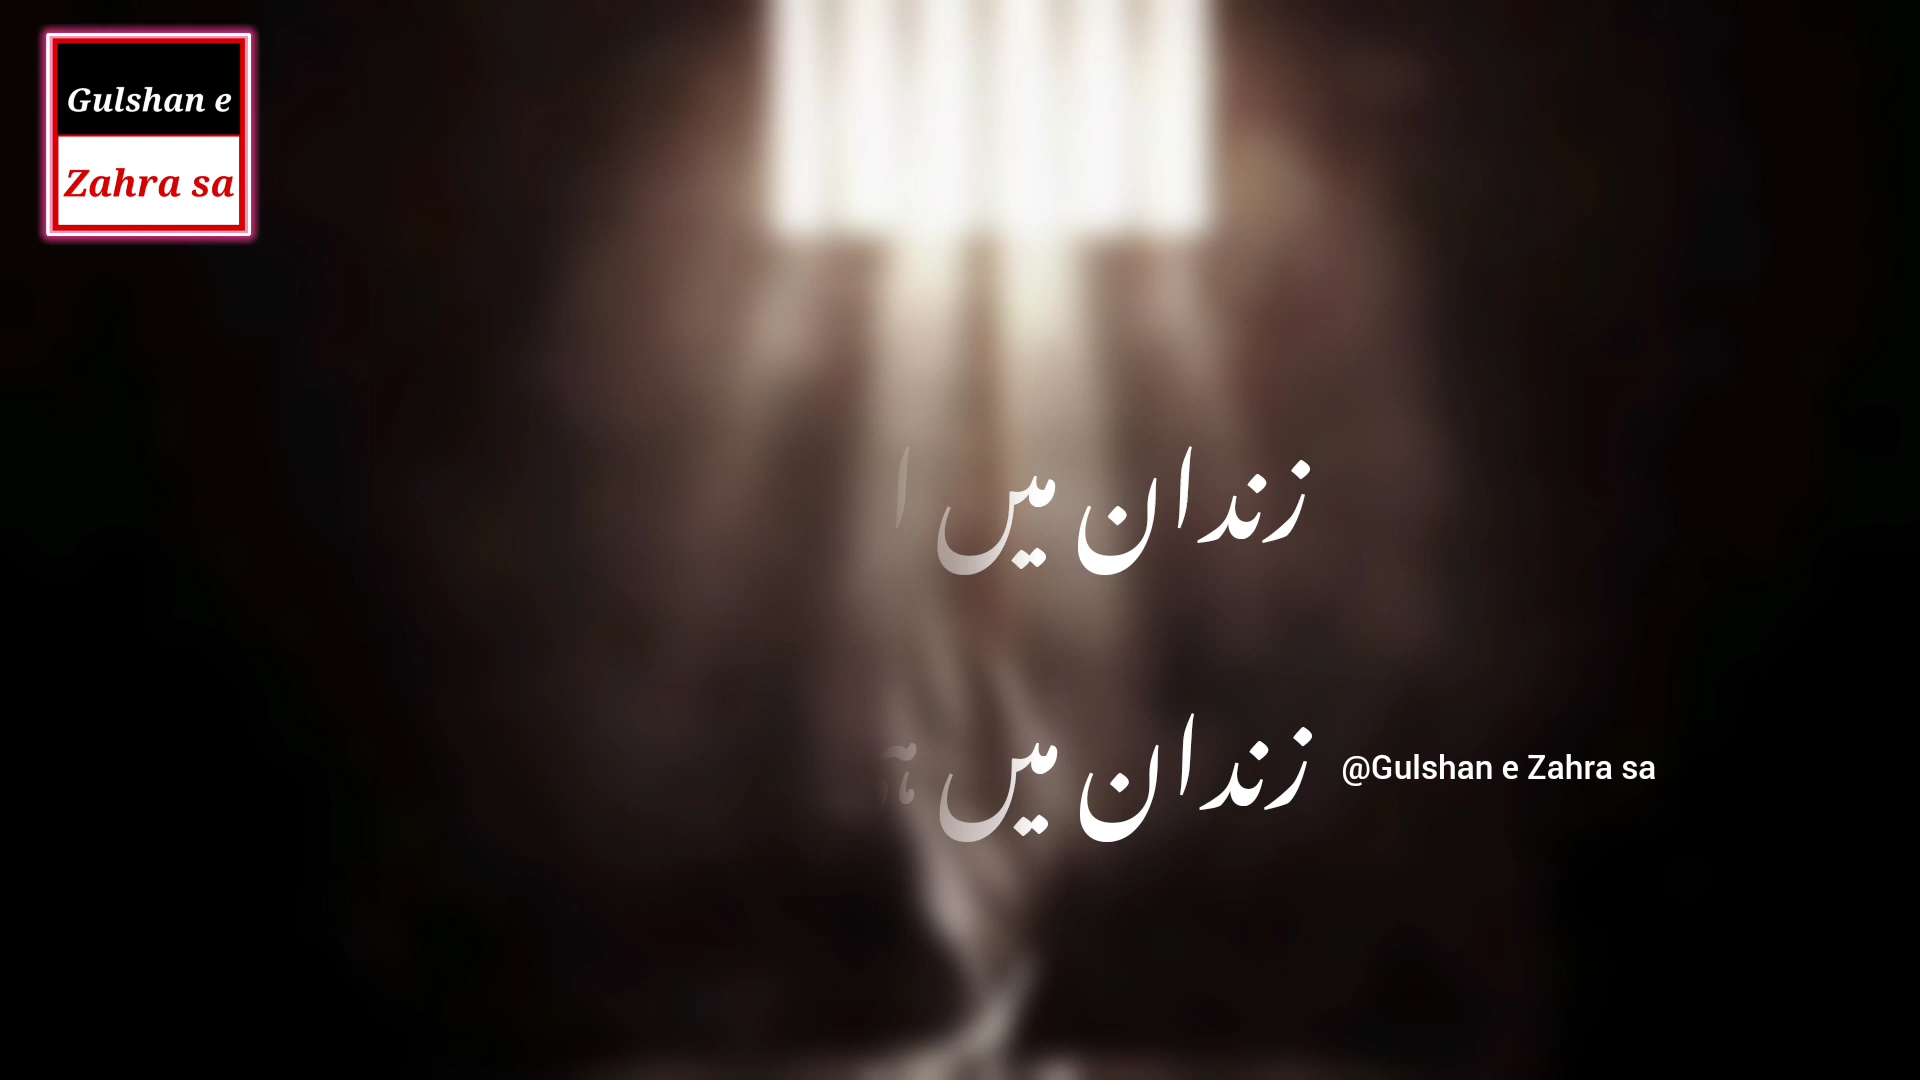 Gulshan e
Zahra sa
زندان میں ا
زندان میں
@Gulshan e Zahra sa